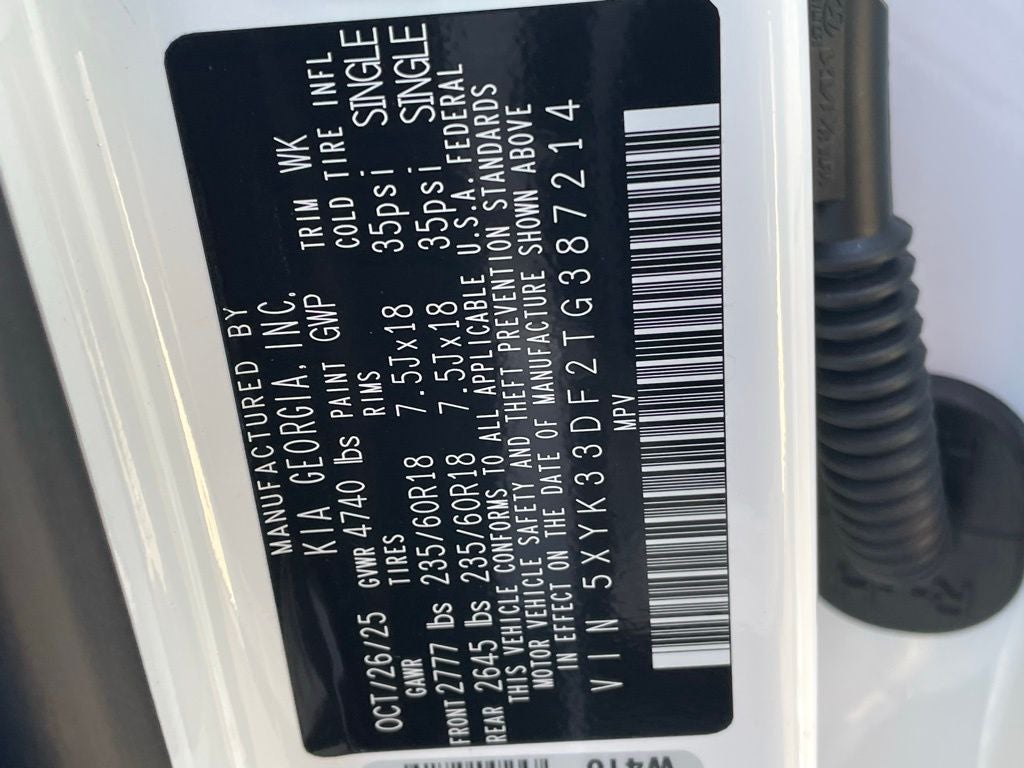 MANUFACTURED BY
KIA GEORGIA, INC.
OCT/26/25 GVWR 4740 lbs PAINT GWP TRIM WK
GAWR TIRES RIMS COLD TIRE INFL
FRONT 2777 lbs 235/60R18 7.5Jx18 35psi SINGLE
REAR 2645 lbs 235/60R18 7.5Jx18 35psi SINGLE
THIS VEHICLE CONFORMS TO ALL APPLICABLE U.S.A. FEDERAL
MOTOR VEHICLE SAFETY AND THEFT PREVENTION STANDARDS
IN EFFECT ON THE DATE OF MANUFACTURE SHOWN ABOVE
VIN 5XYK33DF2TG387214
MPV